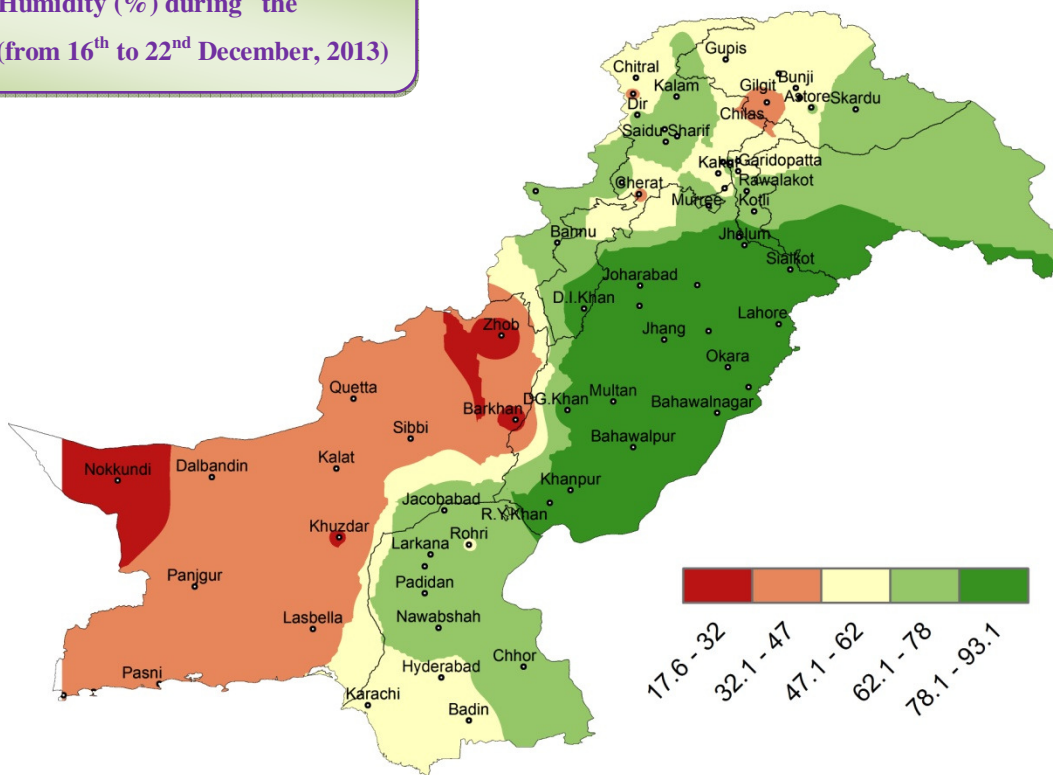 Humidity (%) during the
(from 16th to 22nd December, 2013)
Gupis
Chitral
Bunji
Kalam
Gilgit
Astore
Skardu
Dir
Chilas
Saidu Sharif
Garidopatta
Cherat
Rawalakot
Murree
Kotli
Bannu
Jhelum
Sialkot
Joharabad
D.I.Khan
Lahore
Zhob
Jhang
Okara
Quetta
Multan
DG.Khan
Bahawalnagar
Barkhan
Sibbi
Bahawalpur
Nokkundi
Dalbandin
Kalat
Khanpur
Jacobabad
R.Y.Khan
Khuzdar
Rohri
Larkana
Panjgur
Padidan
Lasbella
Nawabshah
Chhor
Pasni
Hyderabad
Karachi
Badin
17.6 - 32
32.1 - 47
47.1 - 62
62.1 - 78
78.1 - 93.1